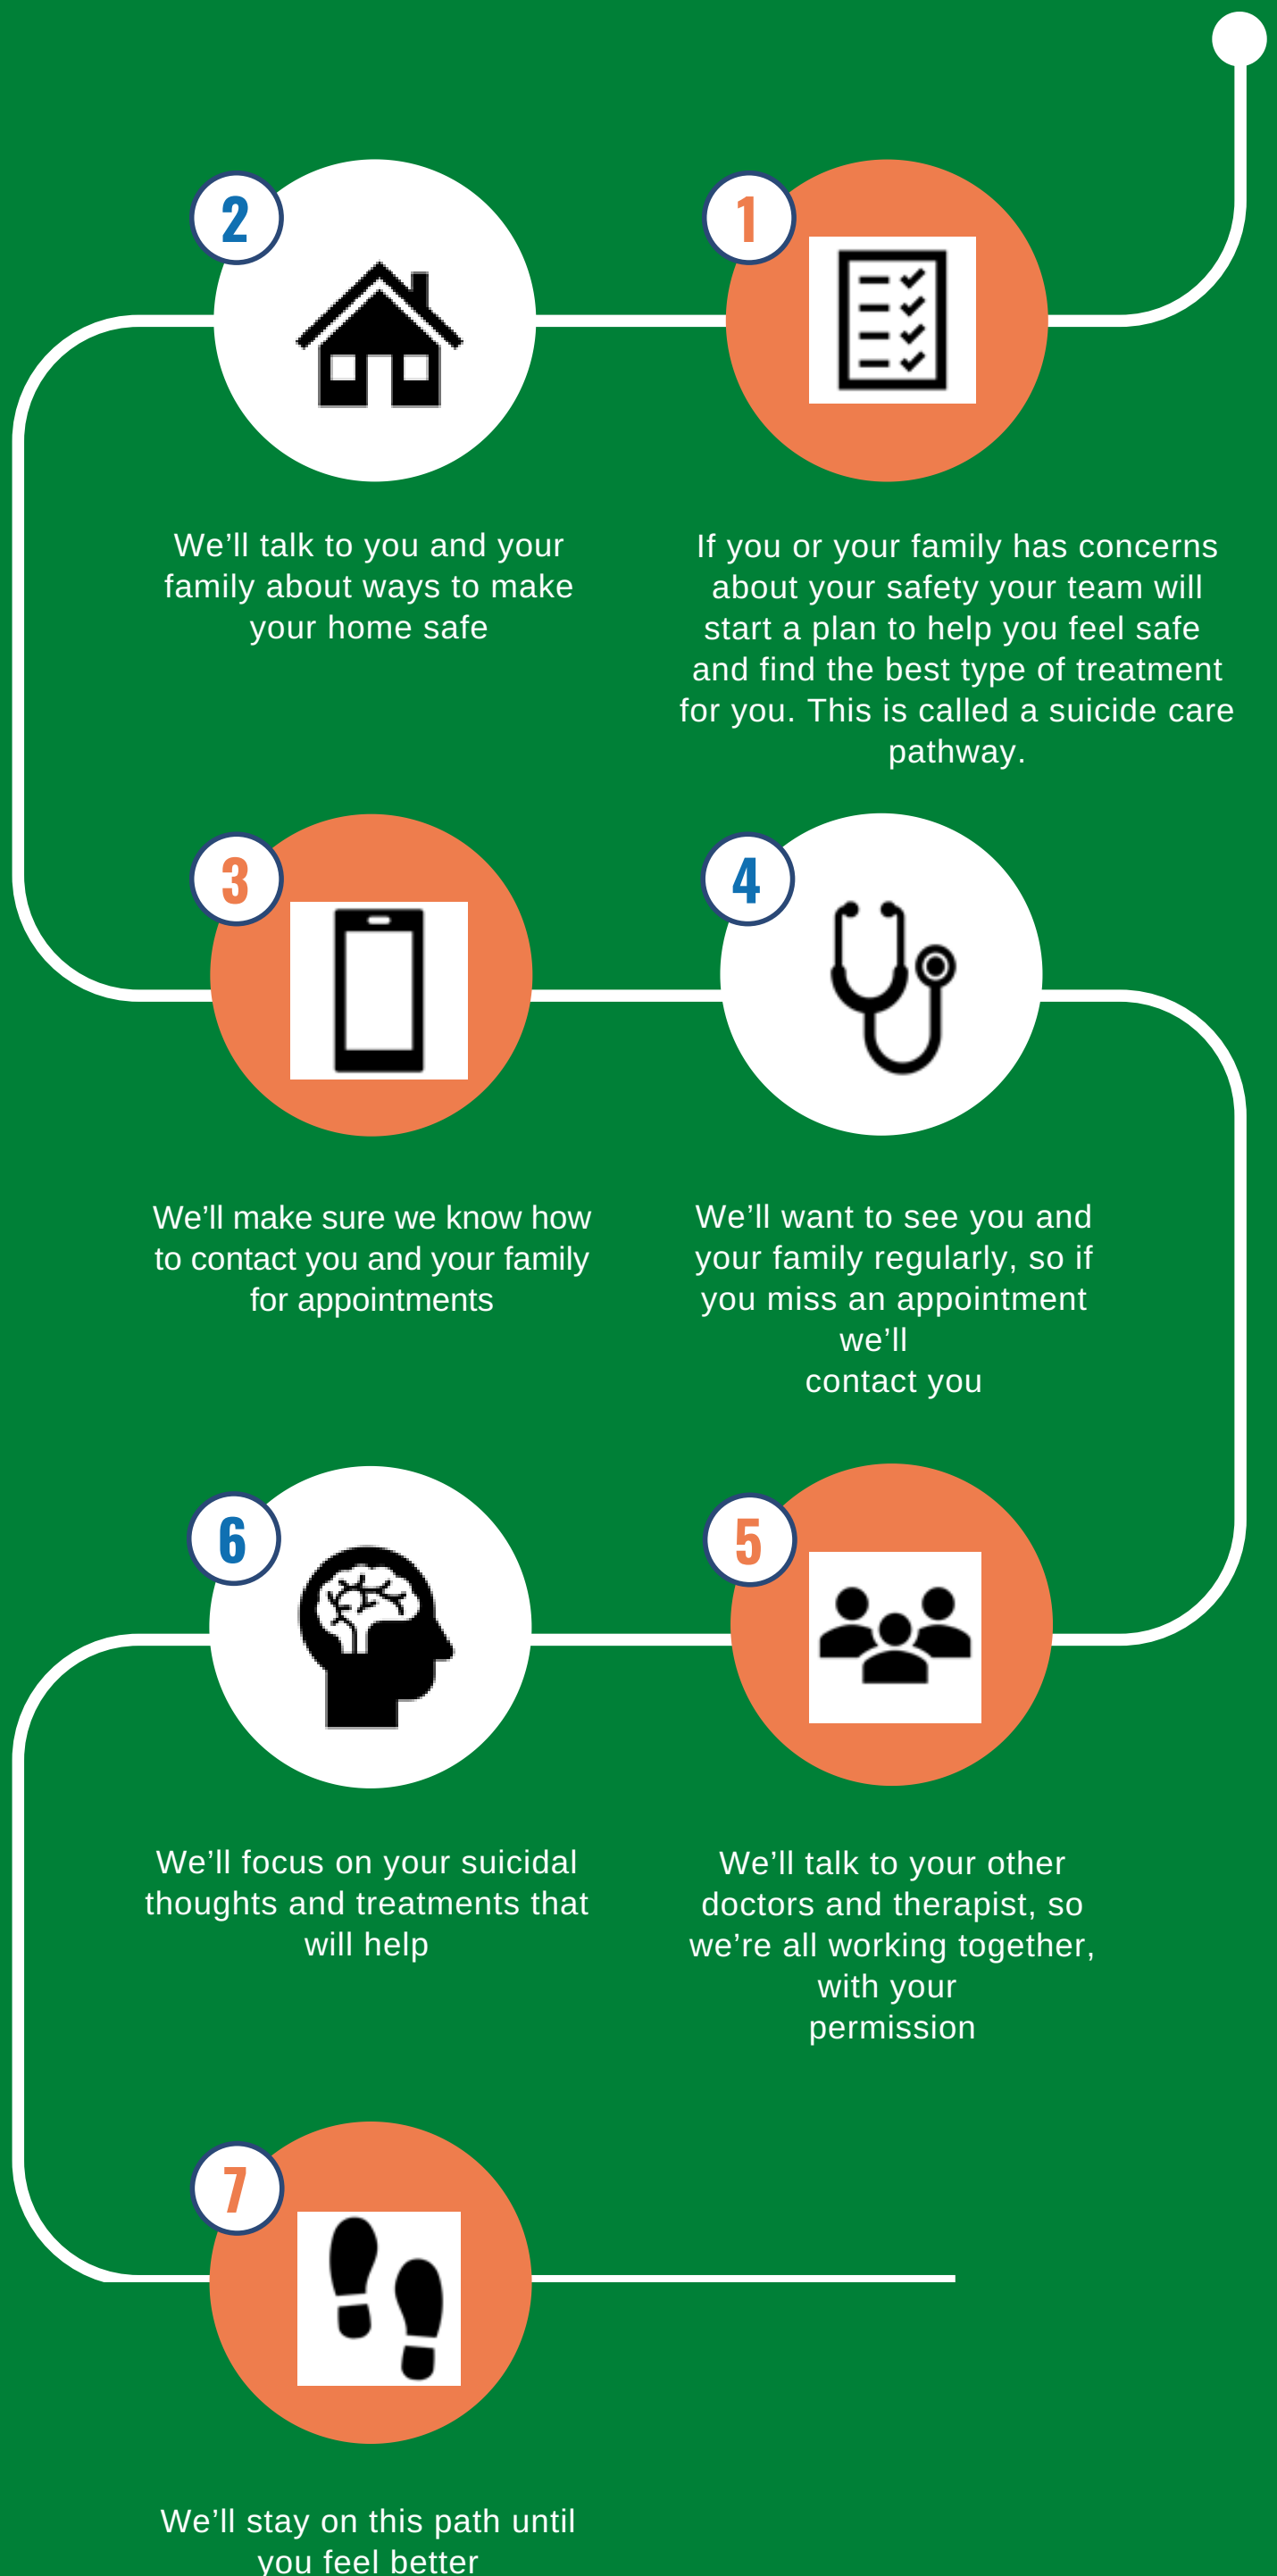 1
If you or your family has concerns
about your safety your team will
start a plan to help you feel safe
and find the best type of treatment
for you. This is called a suicide care
pathway.
2
We’ll talk to you and your
family about ways to make
your home safe
3
We’ll make sure we know how
to contact you and your family
for appointments
4
We’ll want to see you and
your family regularly, so if
you miss an appointment
we’ll
contact you
5
We’ll talk to your other
doctors and therapist, so
we’re all working together,
with your
permission
6
We’ll focus on your suicidal
thoughts and treatments that
will help
7
We’ll stay on this path until
you feel better